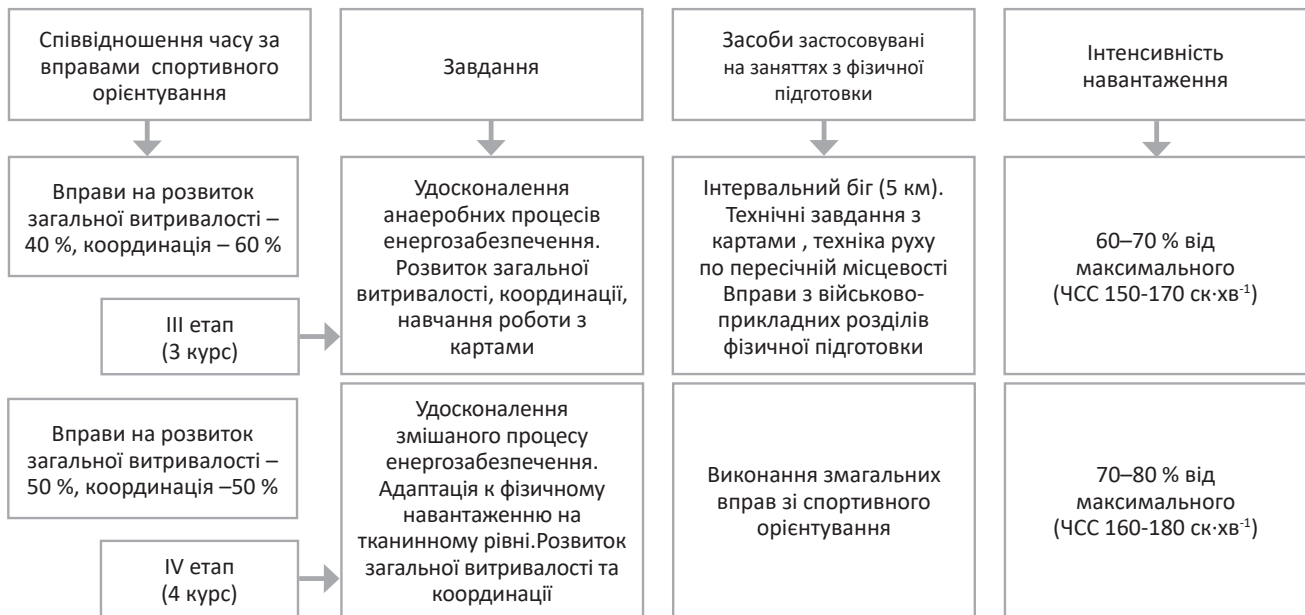 Співвідношення часу за
вправами спортивного
орієнтування
Завдання
Засоби застосовувані
на заняттях з фізичної
підготовки
Інтенсивність
навантаження
Вправи на розвиток
загальної витривалості –
40 %, координація – 60 %
III етап
(3 курс)
Удосконалення
анаеробних процесів
енергозабезпечення.
Розвиток загальної
витривалості, координації,
навчання роботи з
картами
Інтервальний біг (5 км).
Технічні завдання з
картами , техніка руху
по пересічній місцевості
Вправи з військово-
прикладних розділів
фізичної підготовки
60–70 % від
максимального
(ЧСС 150-170 ск·хв⁻¹)
Вправи на розвиток
загальної витривалості –
50 %, координація –50 %
IV етап
(4 курс)
Удосконалення
змішаного процесу
енергозабезпечення.
Адаптація к фізичному
навантаженню на
тканинному рівні.Розвиток
загальної витривалості та
координації
Виконання змагальних
вправ зі спортивного
орієнтування
70–80 % від
максимального
(ЧСС 160-180 ск·хв⁻¹)